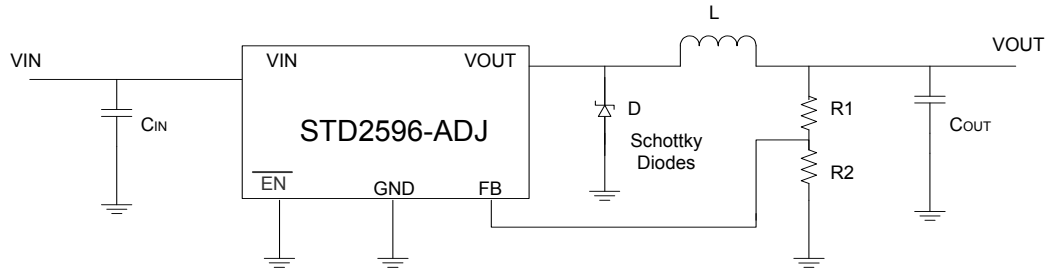 L
VIN
VOUT
VIN
VOUT
CIN
STD2596-ADJ
D
Schottky
Diodes
R1
COUT
R2
EN
GND
FB